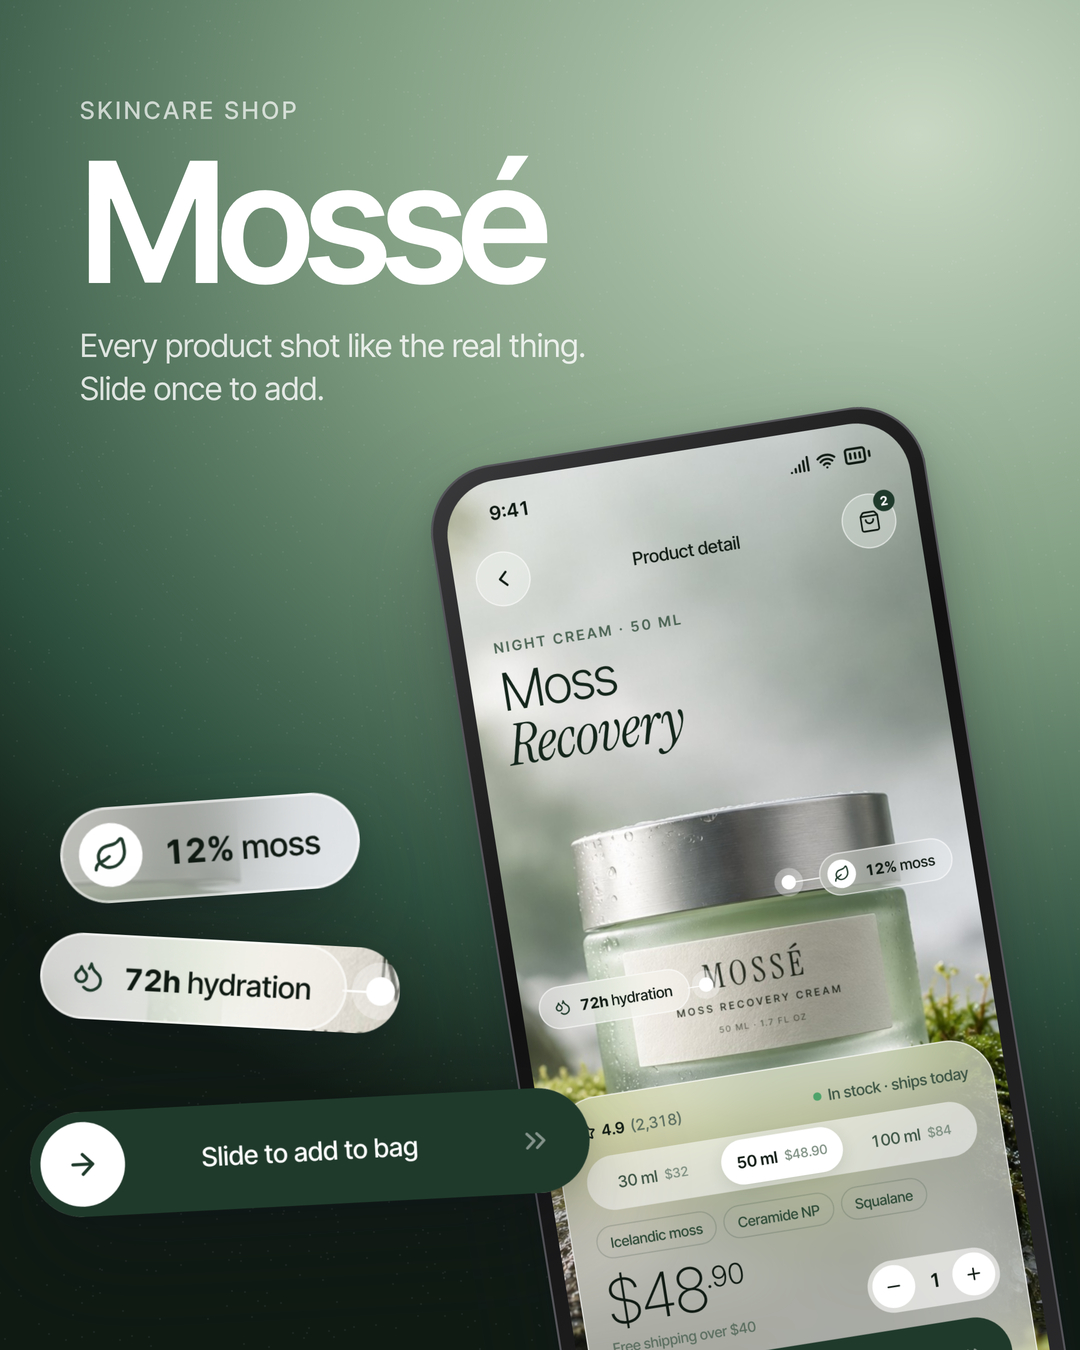 SKINCARE SHOP
Mossé
Every product shot like the real thing.
Slide once to add.
9:41
2
Product detail
NIGHT CREAM · 50 ML
Moss
Recovery
12% moss
MOSSÉ
MOSS RECOVERY CREAM
50 ML · 1.7 FL OZ
72h hydration
12% moss
72h hydration
Slide to add to bag
4.9 (2,318)
In stock · ships today
30 ml $32
50 ml $48.90
100 ml $84
Icelandic moss
Ceramide NP
Squalane
$48.90
1
Free shipping over $40